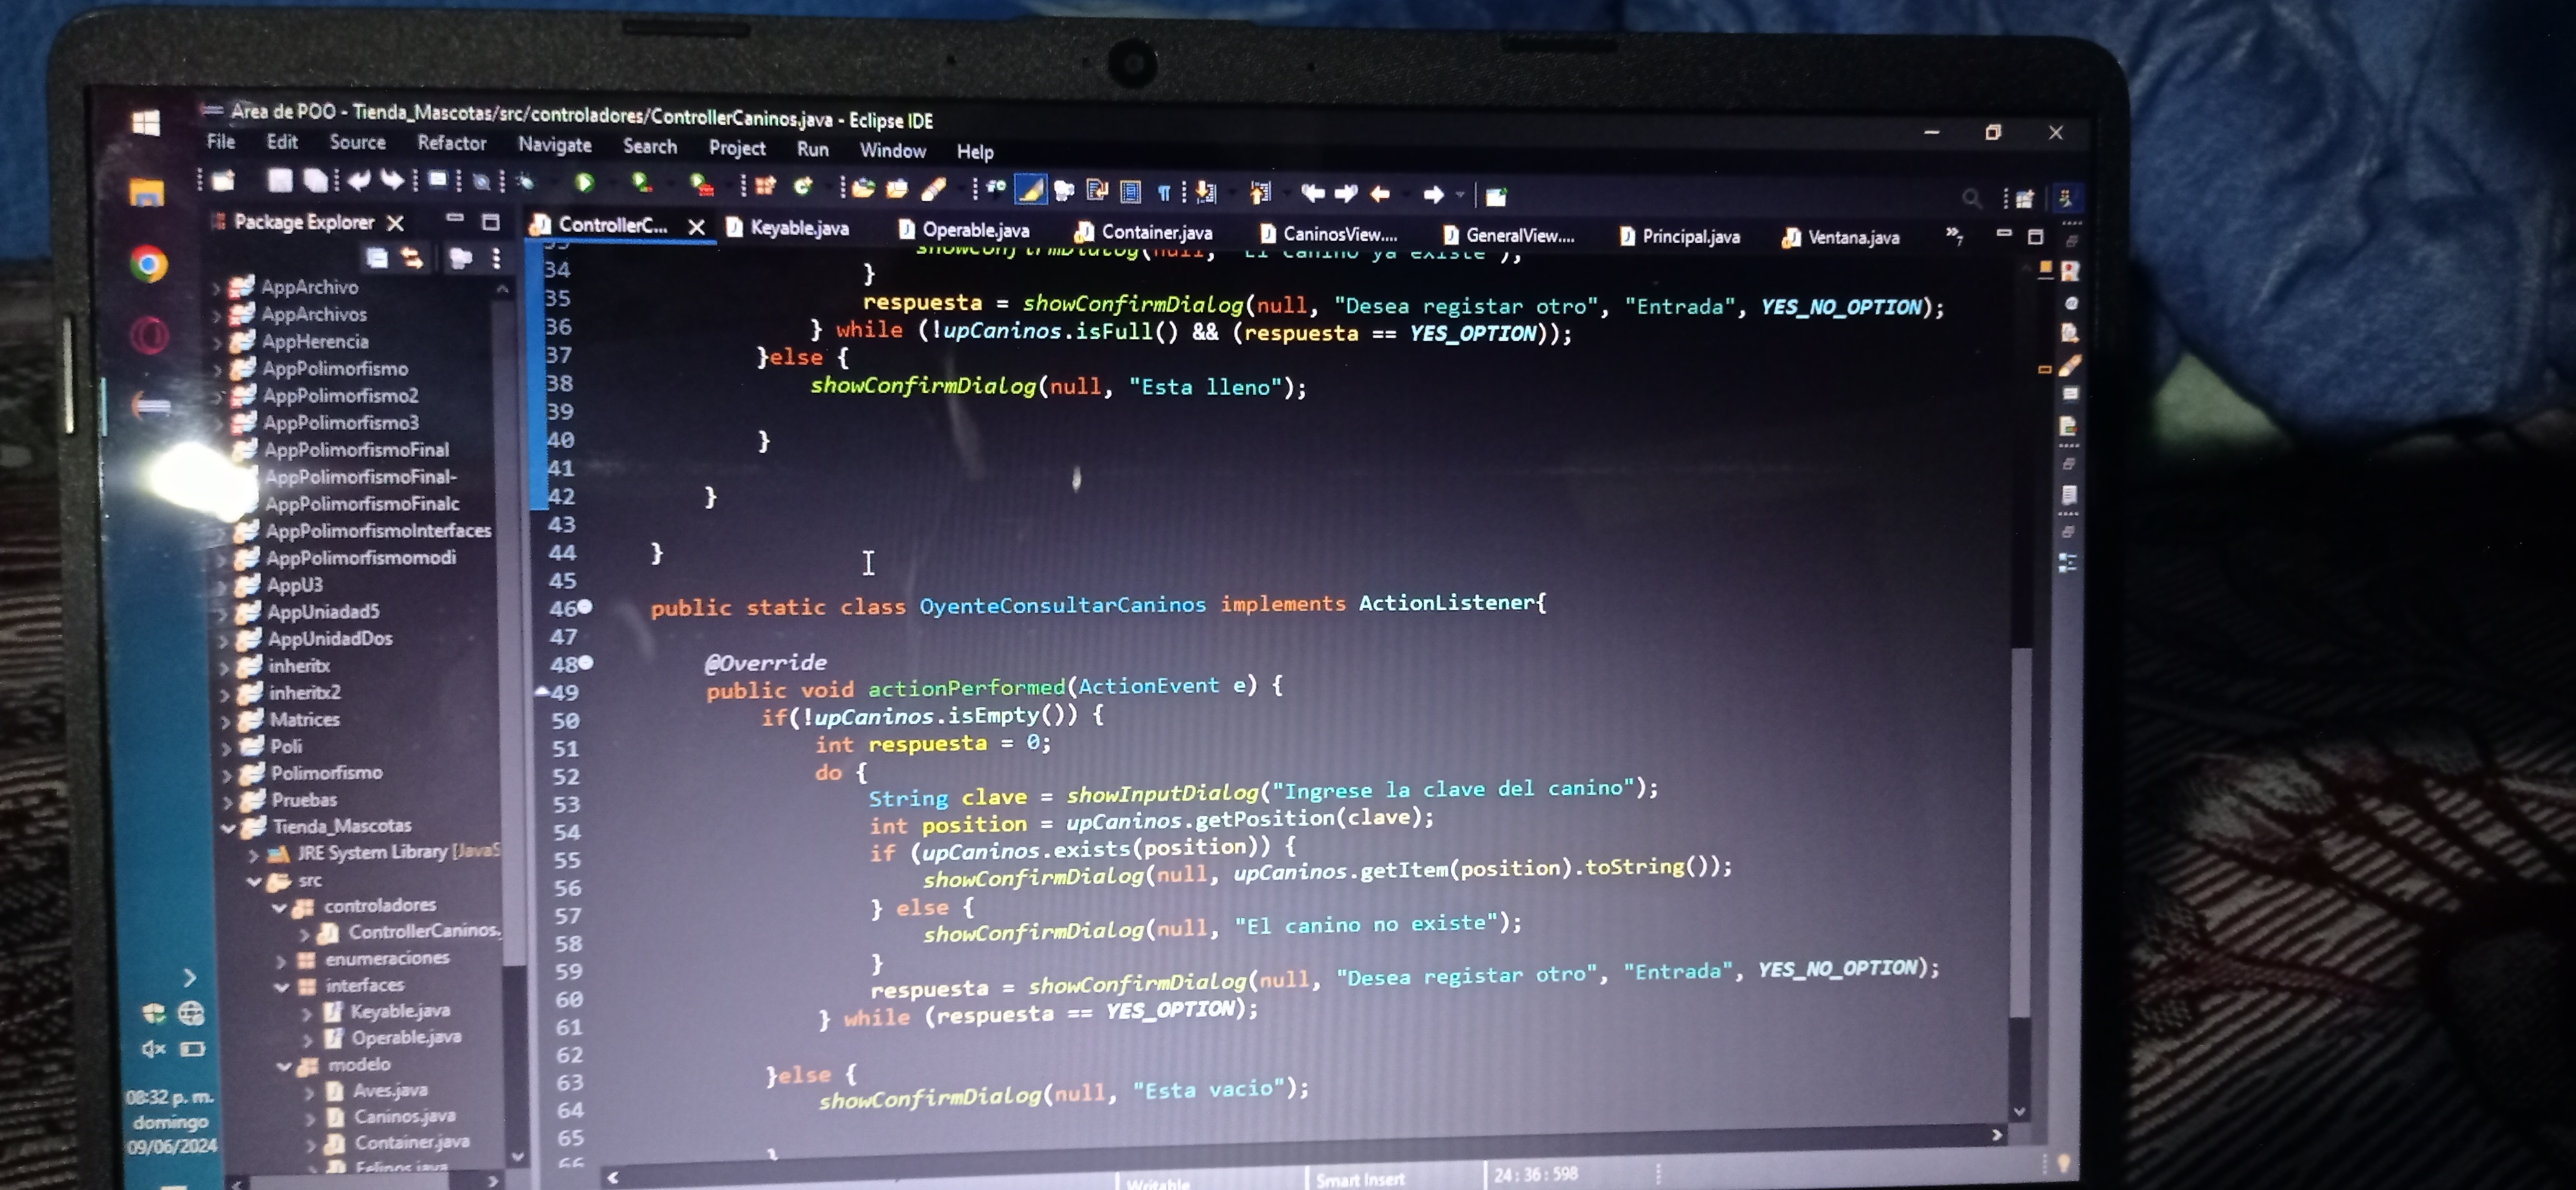 Area de POO - Tienda_Mascotas/src/controladores/ControllerCaninos.java - Eclipse IDE
File Edit Source Refactor Navigate Search Project Run Window Help
Package Explorer
ControllerC...
Keyable.java
Operable.java
Container.java
CaninosView....
GeneralView....
Principal.java
Ventana.java
»7
AppArchivo
AppArchivos
AppHerencia
AppPolimorfismo
AppPolimorfismo2
AppPolimorfismo3
AppPolimorfismoFinal
AppPolimorfismoFinal-
AppPolimorfismoFinalc
AppPolimorfismoInterfaces
AppPolimorfismomodi
AppU3
AppUniadad5
AppUnidadDos
inheritx
inheritx2
Matrices
Poli
Polimorfismo
Pruebas
Tienda_Mascotas
JRE System Library [JavaS
src
controladores
ControllerCaninos.
enumeraciones
interfaces
Keyable.java
Operable.java
modelo
Aves.java
Caninos.java
Container.java
Felinos.java
33 showConfirmDialog(null, "El canino ya existe");
34 }
35 respuesta = showConfirmDialog(null, "Desea registar otro", "Entrada", YES_NO_OPTION);
36 } while (!upCaninos.isFull() && (respuesta == YES_OPTION));
37 }else {
38 showConfirmDialog(null, "Esta lleno");
39
40 }
41
42 }
43
44 }
45
46 public static class OyenteConsultarCaninos implements ActionListener{
47
48 @Override
49 public void actionPerformed(ActionEvent e) {
50 if(!upCaninos.isEmpty()) {
51 int respuesta = 0;
52 do {
53 String clave = showInputDialog("Ingrese la clave del canino");
54 int position = upCaninos.getPosition(clave);
55 if (upCaninos.exists(position)) {
56 showConfirmDialog(null, upCaninos.getItem(position).toString());
57 } else {
58 showConfirmDialog(null, "El canino no existe");
59 }
60 respuesta = showConfirmDialog(null, "Desea registar otro", "Entrada", YES_NO_OPTION);
61 } while (respuesta == YES_OPTION);
62
63 }else {
64 showConfirmDialog(null, "Esta vacio");
65
66 }
Writable
Smart Insert
24:36:598
08:32 p. m.
domingo
09/06/2024